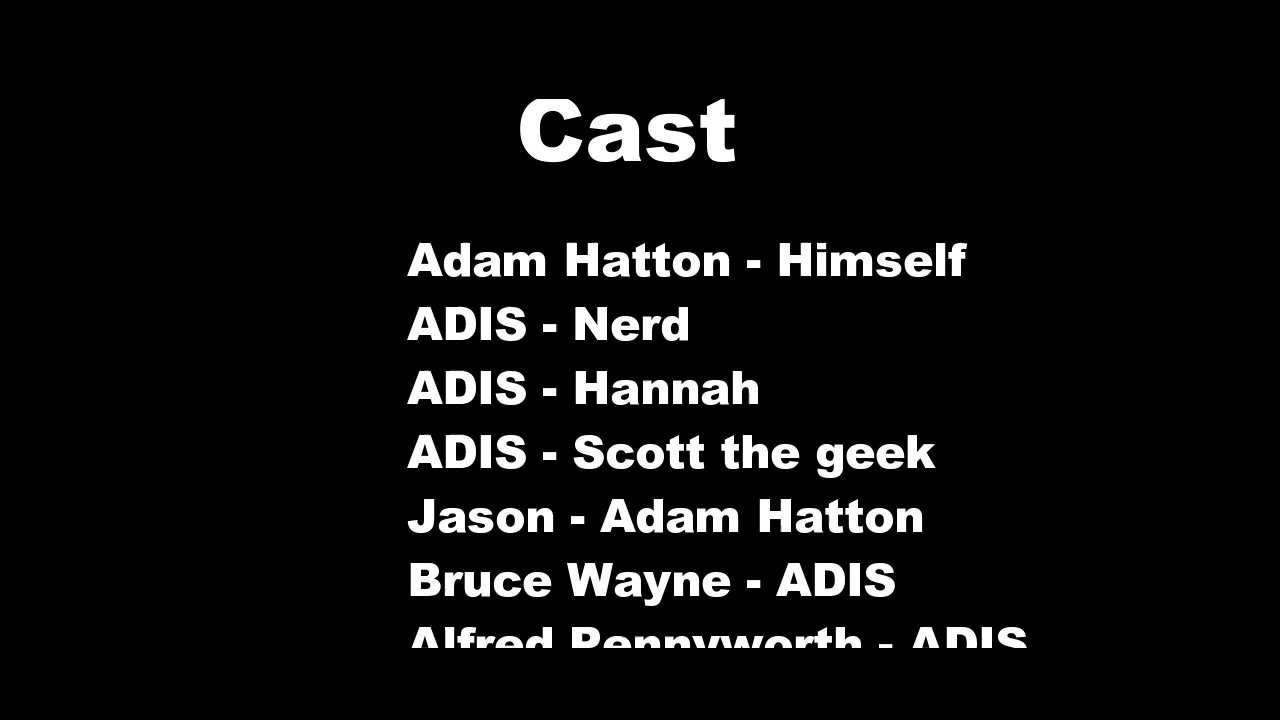 Cast
Adam Hatton - Himself
ADIS - Nerd
ADIS - Hannah
ADIS - Scott the geek
Jason - Adam Hatton
Bruce Wayne - ADIS
Alfred Pennyworth - ADIS